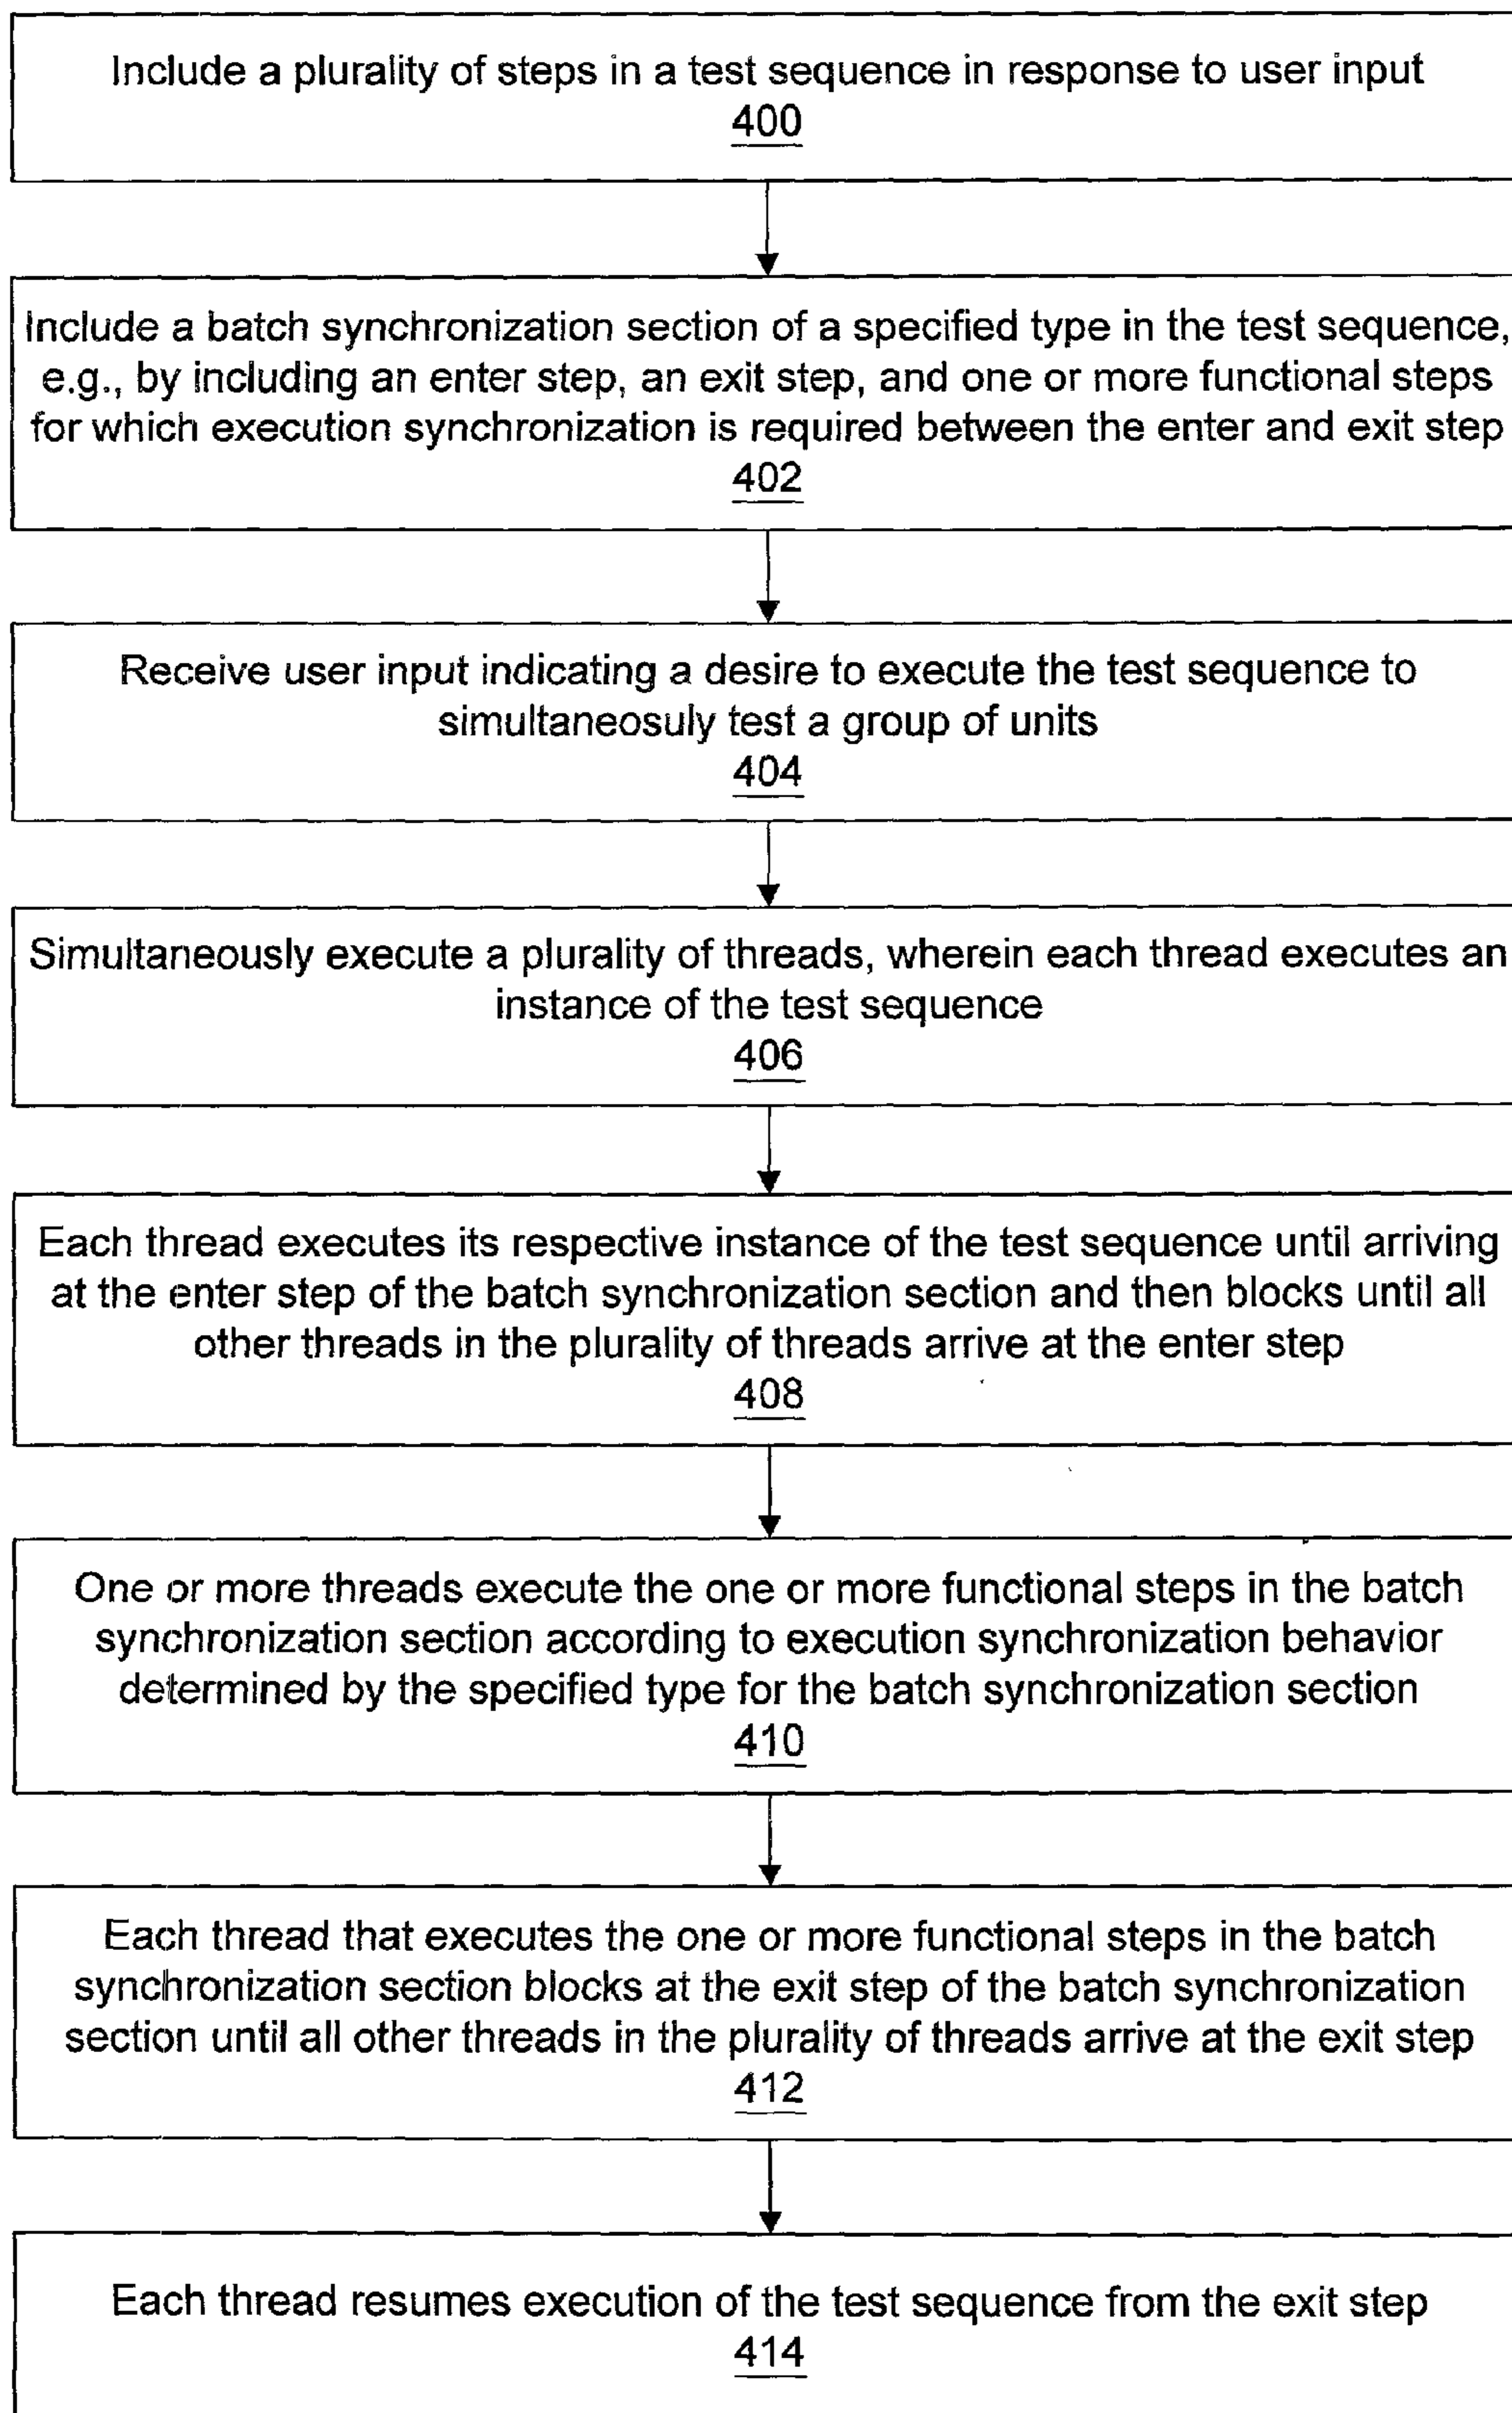 Include a plurality of steps in a test sequence in response to user input
400
Include a batch synchronization section of a specified type in the test sequence,
e.g., by including an enter step, an exit step, and one or more functional steps
for which execution synchronization is required between the enter and exit step
402
Receive user input indicating a desire to execute the test sequence to
simultaneosuly test a group of units
404
Simultaneously execute a plurality of threads, wherein each thread executes an
instance of the test sequence
406
Each thread executes its respective instance of the test sequence until arriving
at the enter step of the batch synchronization section and then blocks until all
other threads in the plurality of threads arrive at the enter step
408
One or more threads execute the one or more functional steps in the batch
synchronization section according to execution synchronization behavior
determined by the specified type for the batch synchronization section
410
Each thread that executes the one or more functional steps in the batch
synchronization section blocks at the exit step of the batch synchronization
section until all other threads in the plurality of threads arrive at the exit step
412
Each thread resumes execution of the test sequence from the exit step
414